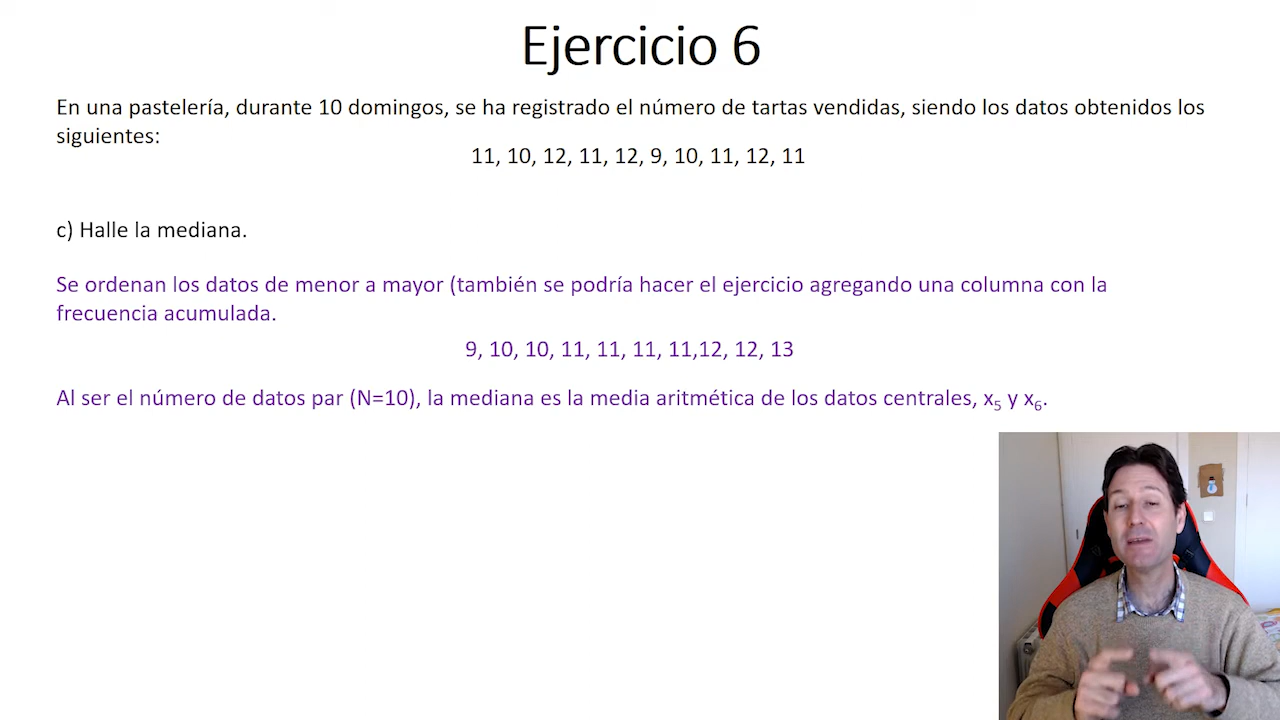 Ejercicio 6
En una pastelería, durante 10 domingos, se ha registrado el número de tartas vendidas, siendo los datos obtenidos los
siguientes:
11, 10, 12, 11, 12, 9, 10, 11, 12, 11
c) Halle la mediana.
Se ordenan los datos de menor a mayor (también se podría hacer el ejercicio agregando una columna con la
frecuencia acumulada.
9, 10, 10, 11, 11, 11, 11,12, 12, 13
Al ser el número de datos par (N=10), la mediana es la media aritmética de los datos centrales, x₅ y x₆.